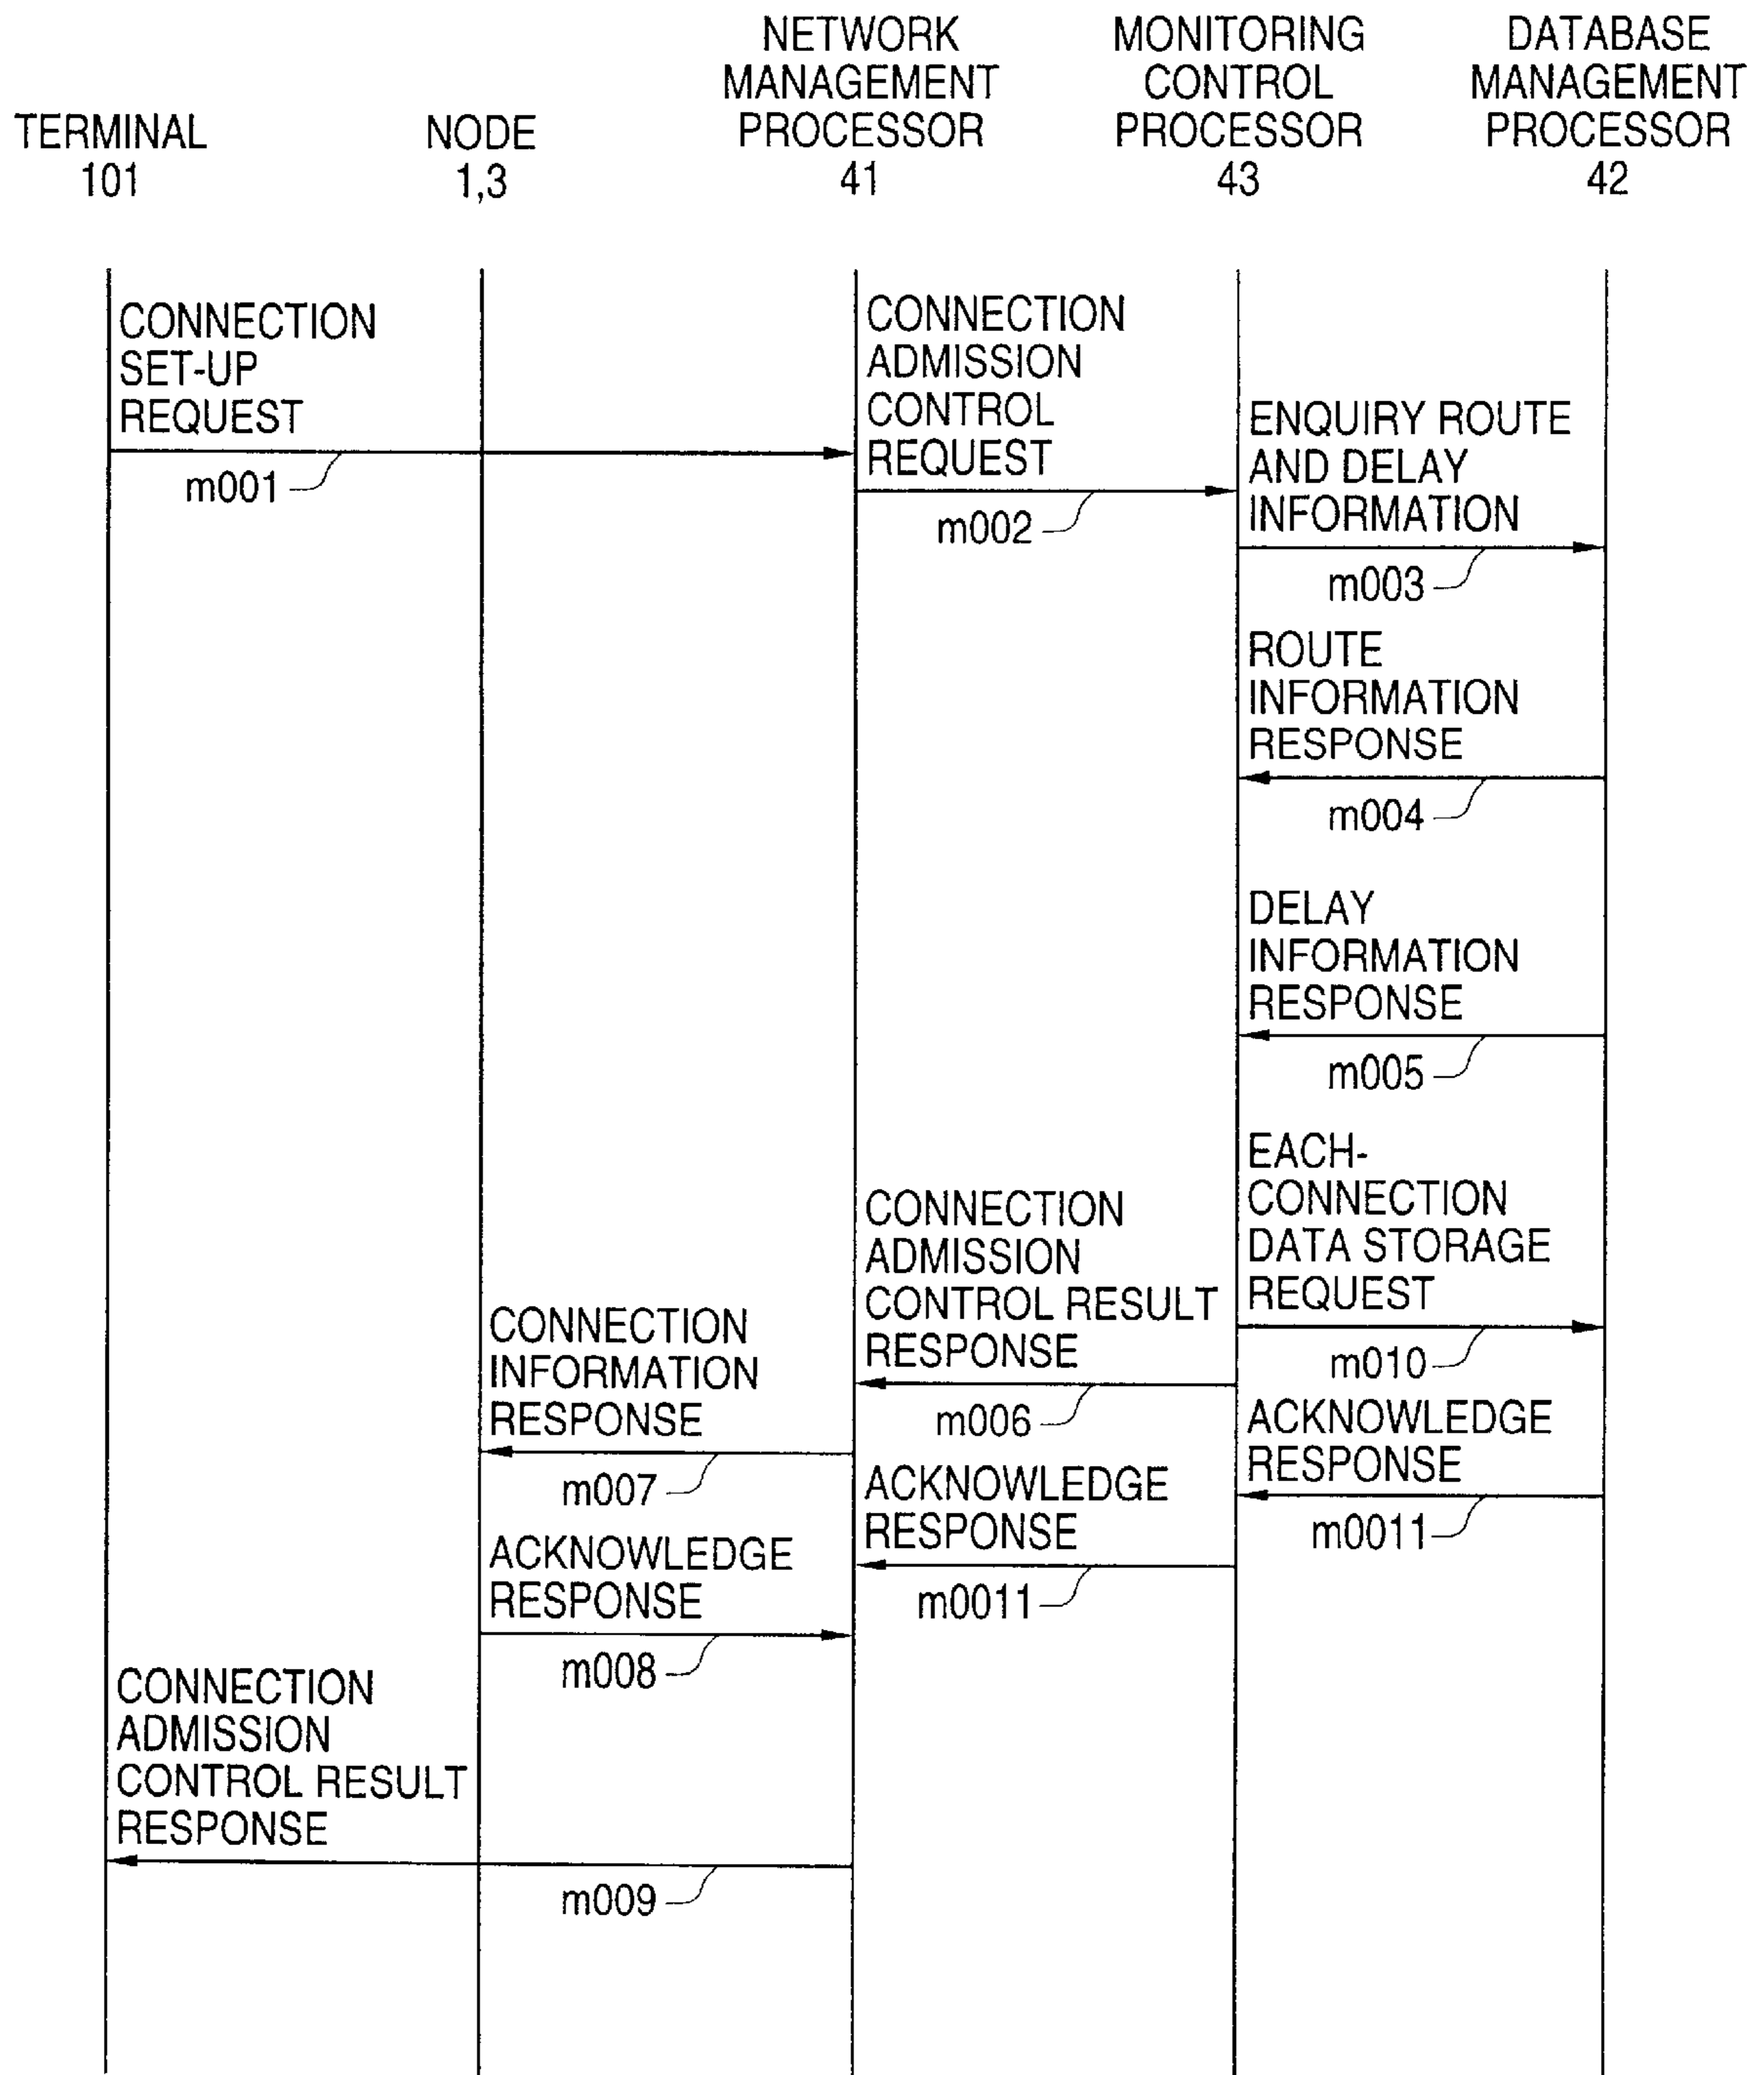 TERMINAL
101
NODE
1,3
NETWORK
MANAGEMENT
PROCESSOR
41
MONITORING
CONTROL
PROCESSOR
43
DATABASE
MANAGEMENT
PROCESSOR
42
CONNECTION
SET-UP
REQUEST
m001
CONNECTION
ADMISSION
CONTROL
REQUEST
m002
ENQUIRY ROUTE
AND DELAY
INFORMATION
m003
ROUTE
INFORMATION
RESPONSE
m004
DELAY
INFORMATION
RESPONSE
m005
EACH-
CONNECTION
DATA STORAGE
REQUEST
m010
CONNECTION
ADMISSION
CONTROL RESULT
RESPONSE
m006
CONNECTION
INFORMATION
RESPONSE
m007
ACKNOWLEDGE
RESPONSE
m0011
ACKNOWLEDGE
RESPONSE
m0011
ACKNOWLEDGE
RESPONSE
m008
CONNECTION
ADMISSION
CONTROL RESULT
RESPONSE
m009